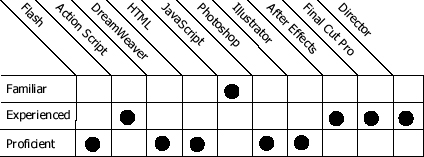 Flash
Action Script
DreamWeaver
HTML
JavaScript
Photoshop
Illustrator
After Effects
Final Cut Pro
Director
Familiar
Experienced
Proficient